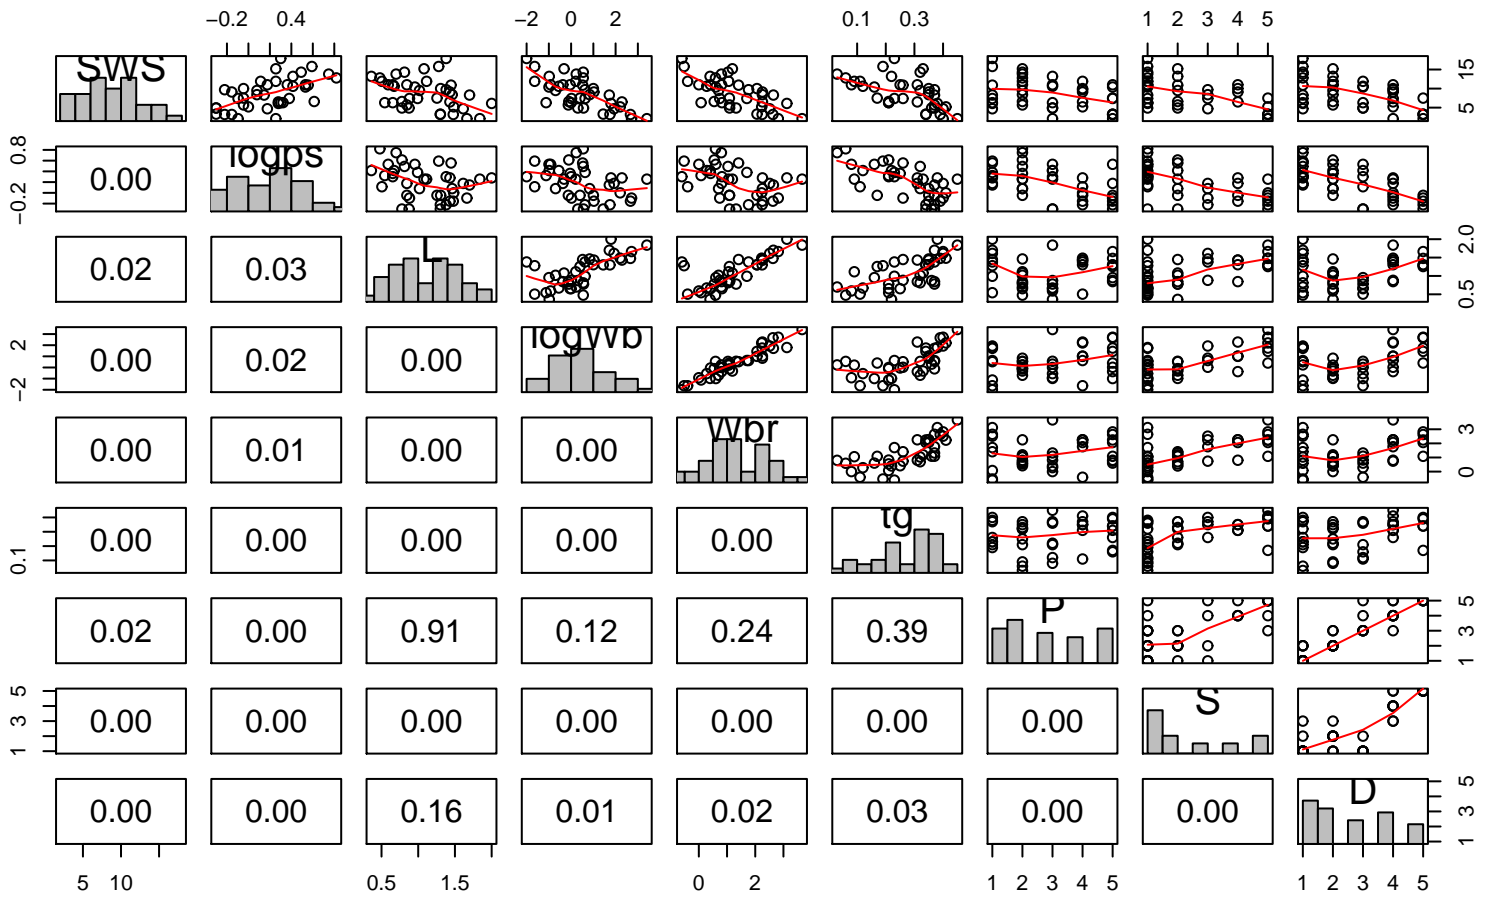 −0.2 0.4 −2 0 2 0.1 0.3 1 2 3 4 5
SWS 5 15
−0.2 0.8 0.00 logps
0.02 0.03 L 0.5 2.0
−2 2 0.00 0.02 0.00 logWb
0.00 0.01 0.00 0.00 Wbr 0 3
0.1 0.00 0.00 0.00 0.00 0.00 tg
0.02 0.00 0.91 0.12 0.24 0.39 P 1 3 5
1 3 5 0.00 0.00 0.00 0.00 0.00 0.00 0.00 S
0.00 0.00 0.16 0.01 0.02 0.03 0.00 0.00 D 1 3 5
5 10 0.5 1.5 0 2 1 2 3 4 5 1 2 3 4 5